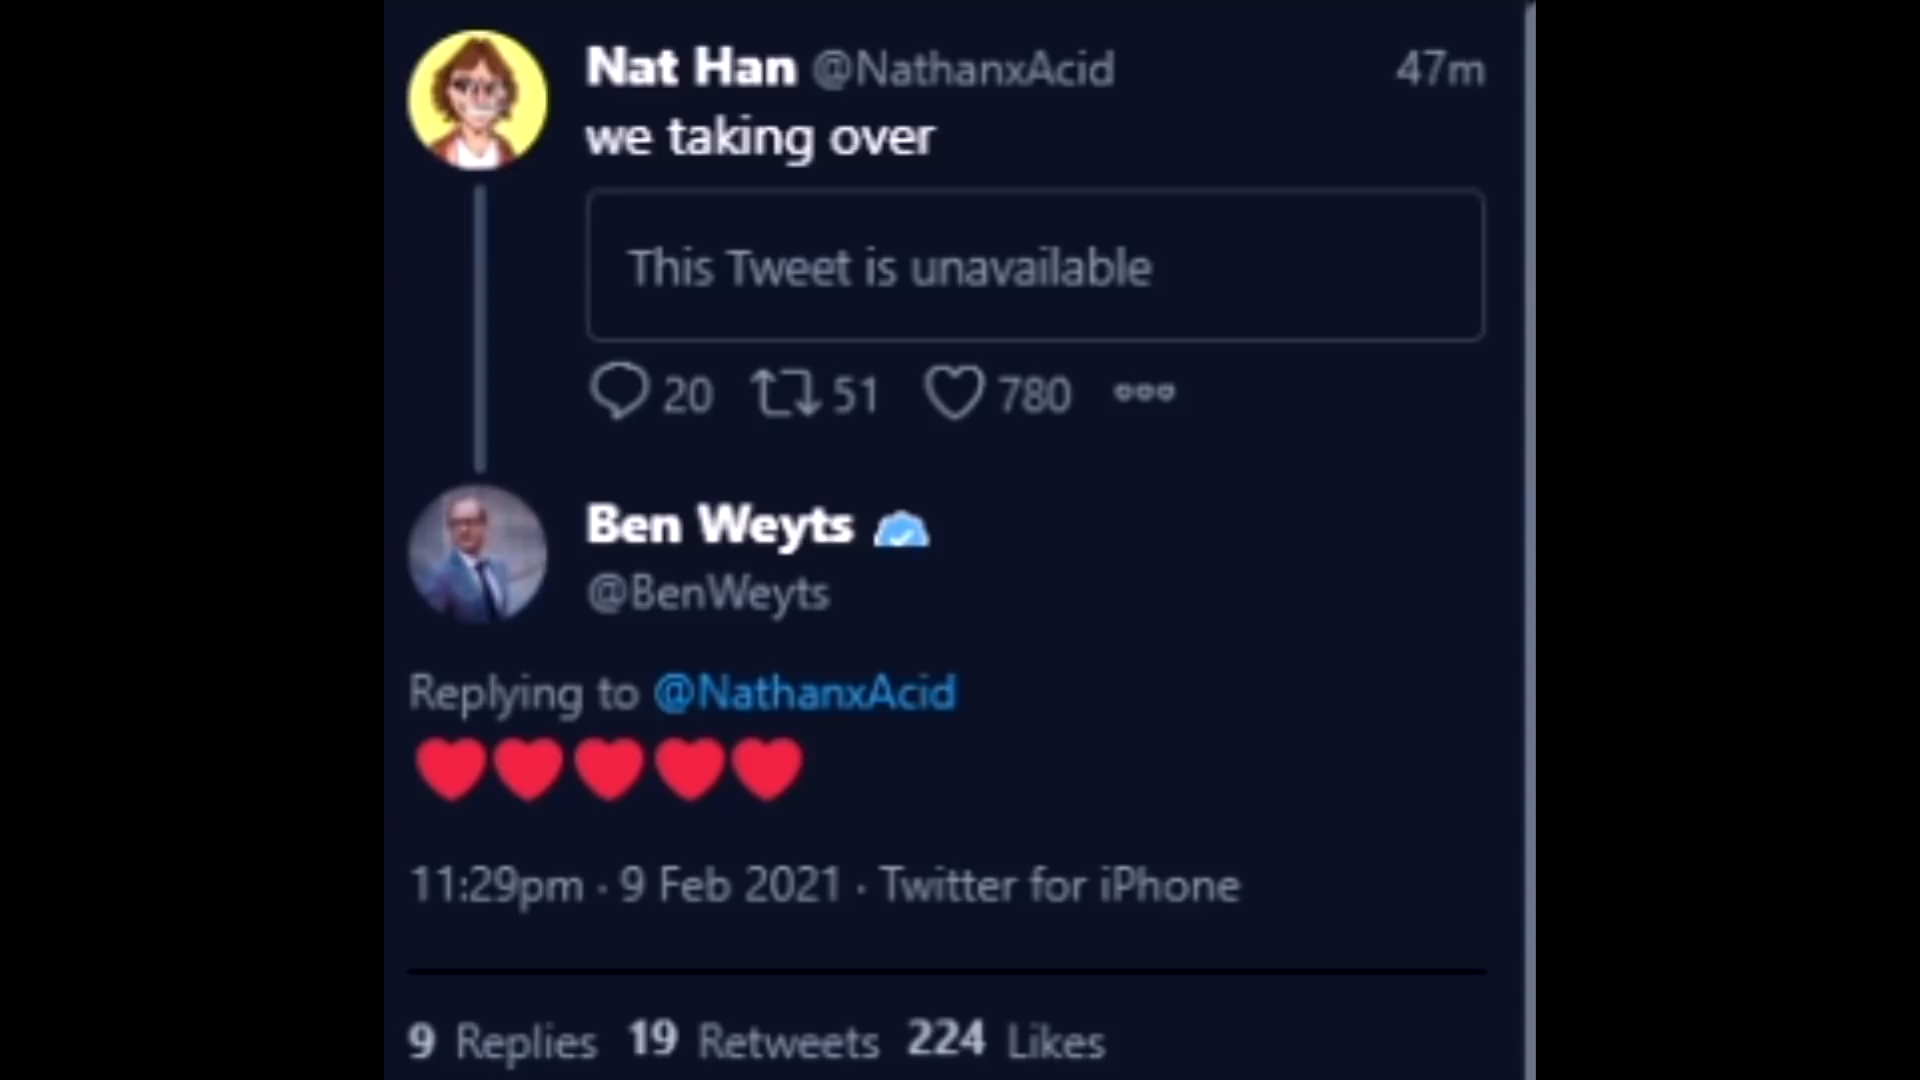 Nat Han @NathanxAcid 47m
we taking over
This Tweet is unavailable
20 51 780
Ben Weyts
@BenWeyts
Replying to @NathanxAcid
❤❤❤❤❤
11:29pm · 9 Feb 2021 · Twitter for iPhone
9 Replies 19 Retweets 224 Likes